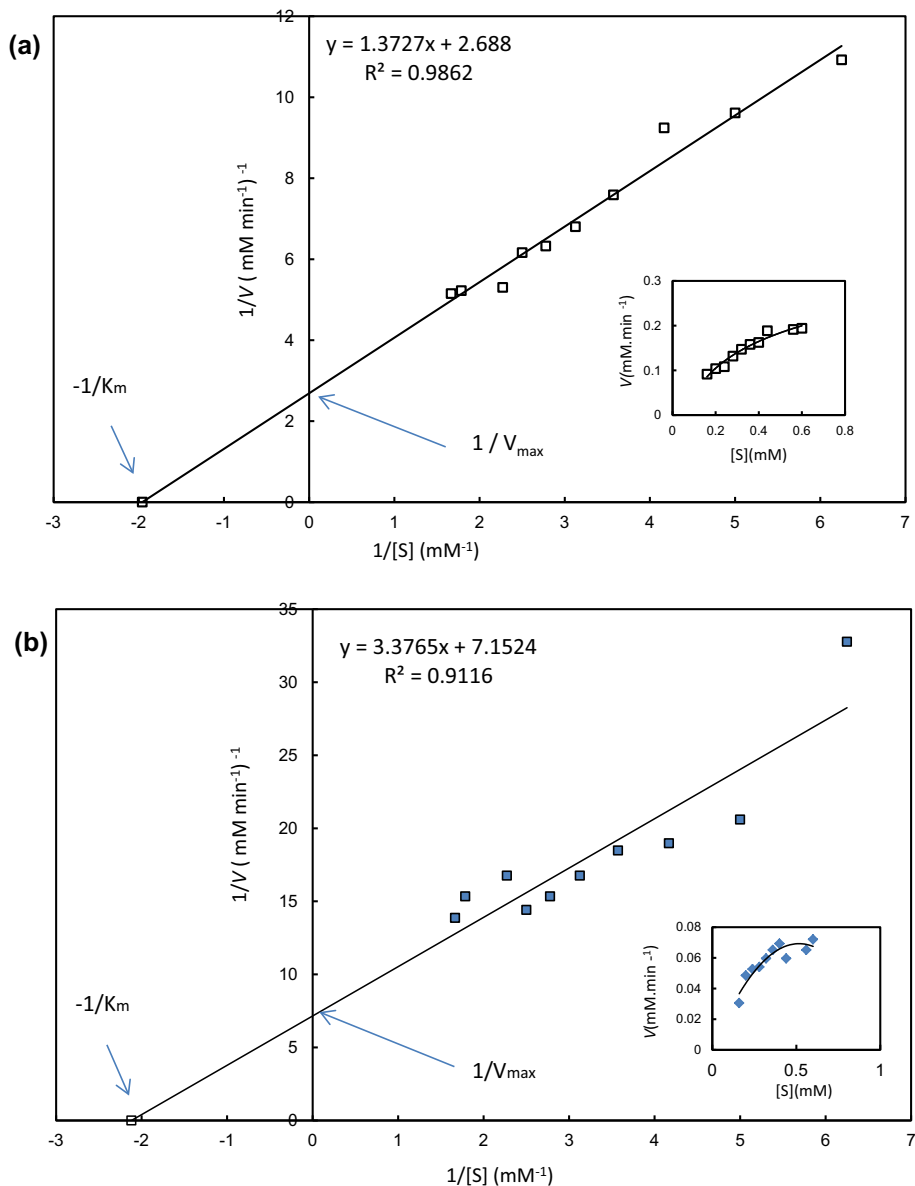 (a)
y = 1.3727x + 2.688
R² = 0.9862
12
10
8
6
4
2
0
1/V ( mM min⁻¹) ⁻¹
-1/Km
1 / Vmax
-3 -2 -1 0 1 2 3 4 5 6 7
1/[S] (mM⁻¹)
0.3
0.2
0.1
0
V(mM.min ⁻¹)
0 0.2 0.4 0.6 0.8
[S](mM)
(b)
y = 3.3765x + 7.1524
R² = 0.9116
35
30
25
20
15
10
5
0
1/V ( mM min⁻¹) ⁻¹
-1/Km
1/Vmax
-3 -2 -1 0 1 2 3 4 5 6 7
1/[S] (mM⁻¹)
0.08
0.06
0.04
0.02
0
V(mM.min ⁻¹)
0 0.5 1
[S](mM)